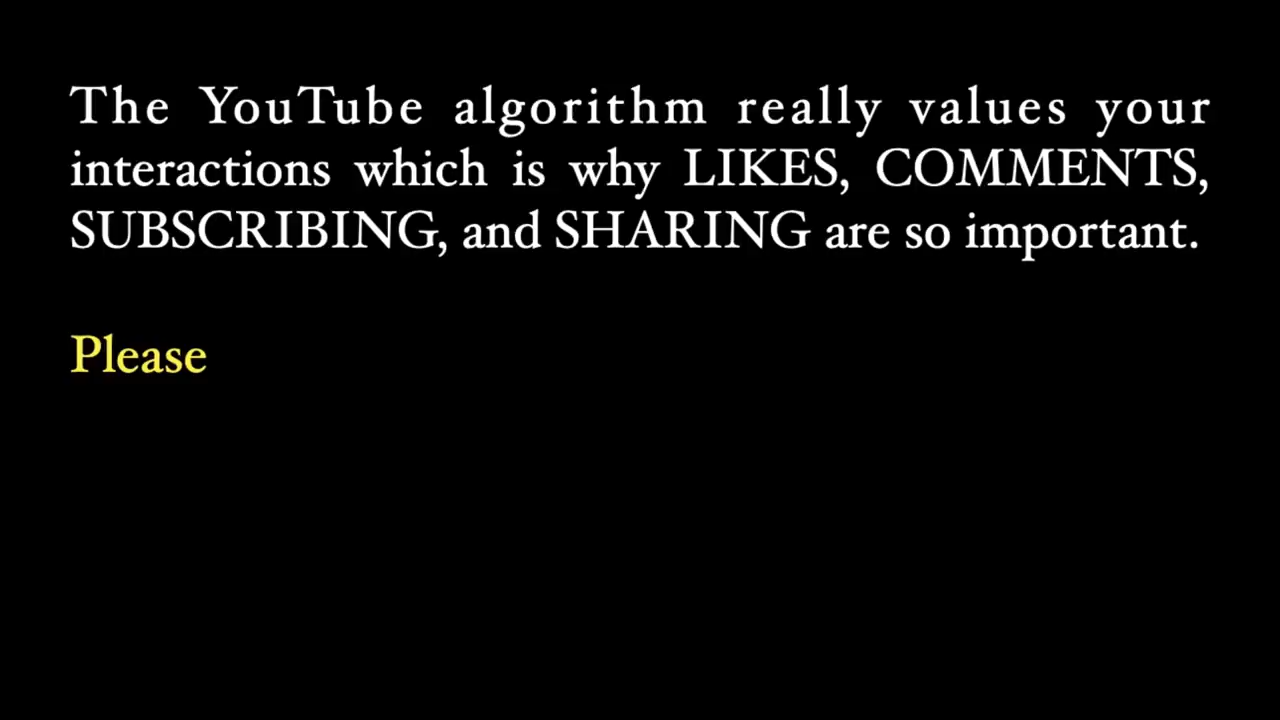 The YouTube algorithm really values your
interactions which is why LIKES, COMMENTS,
SUBSCRIBING, and SHARING are so important.
Please